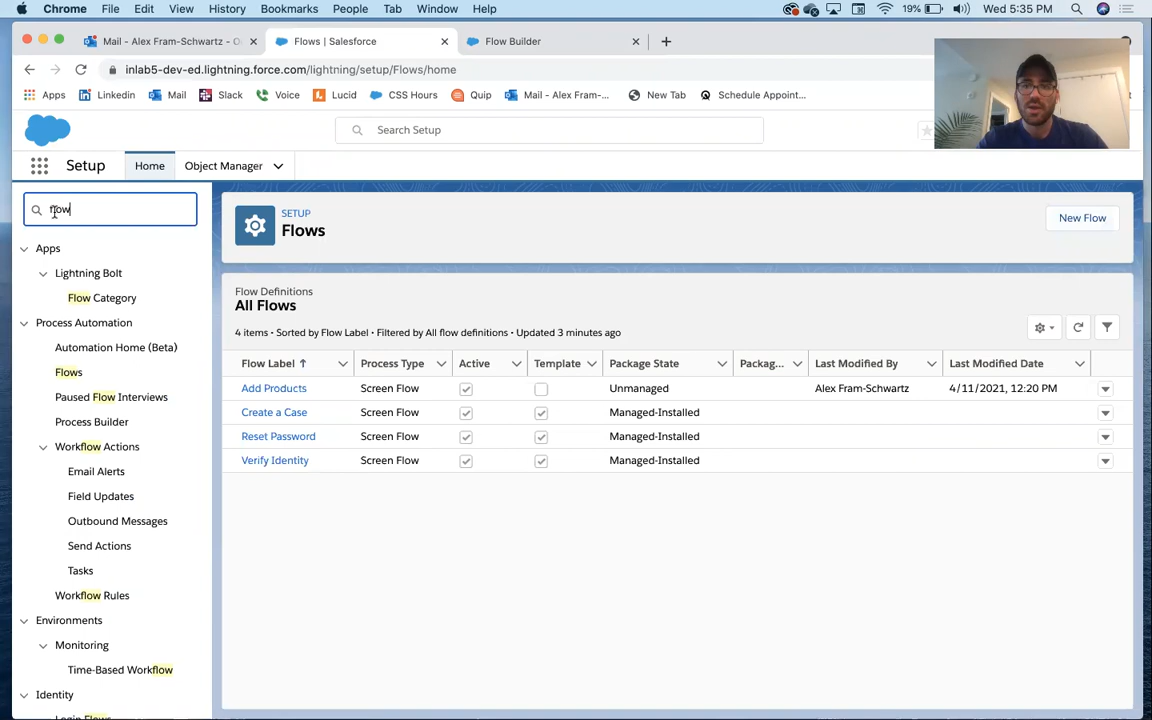 Chrome File Edit View History Bookmarks People Tab Window Help 19% Wed 5:35 PM
Mail - Alex Fram-Schwartz - O Flows | Salesforce Flow Builder
inlab5-dev-ed.lightning.force.com/lightning/setup/Flows/home
Apps Linkedin Mail Slack Voice Lucid CSS Hours Quip Mail - Alex Fram-... New Tab Schedule Appoint...
Search Setup
Setup Home Object Manager
flow
SETUP
Flows
New Flow
Apps
Lightning Bolt
Flow Category
Process Automation
Automation Home (Beta)
Flows
Paused Flow Interviews
Process Builder
Workflow Actions
Email Alerts
Field Updates
Outbound Messages
Send Actions
Tasks
Workflow Rules
Environments
Monitoring
Time-Based Workflow
Identity
Login Flows
Flow Definitions
All Flows
4 items • Sorted by Flow Label • Filtered by All flow definitions • Updated 3 minutes ago
Flow Label ↑ Process Type Active Template Package State Packag... Last Modified By Last Modified Date
Add Products Screen Flow Unmanaged Alex Fram-Schwartz 4/11/2021, 12:20 PM
Create a Case Screen Flow Managed-Installed
Reset Password Screen Flow Managed-Installed
Verify Identity Screen Flow Managed-Installed